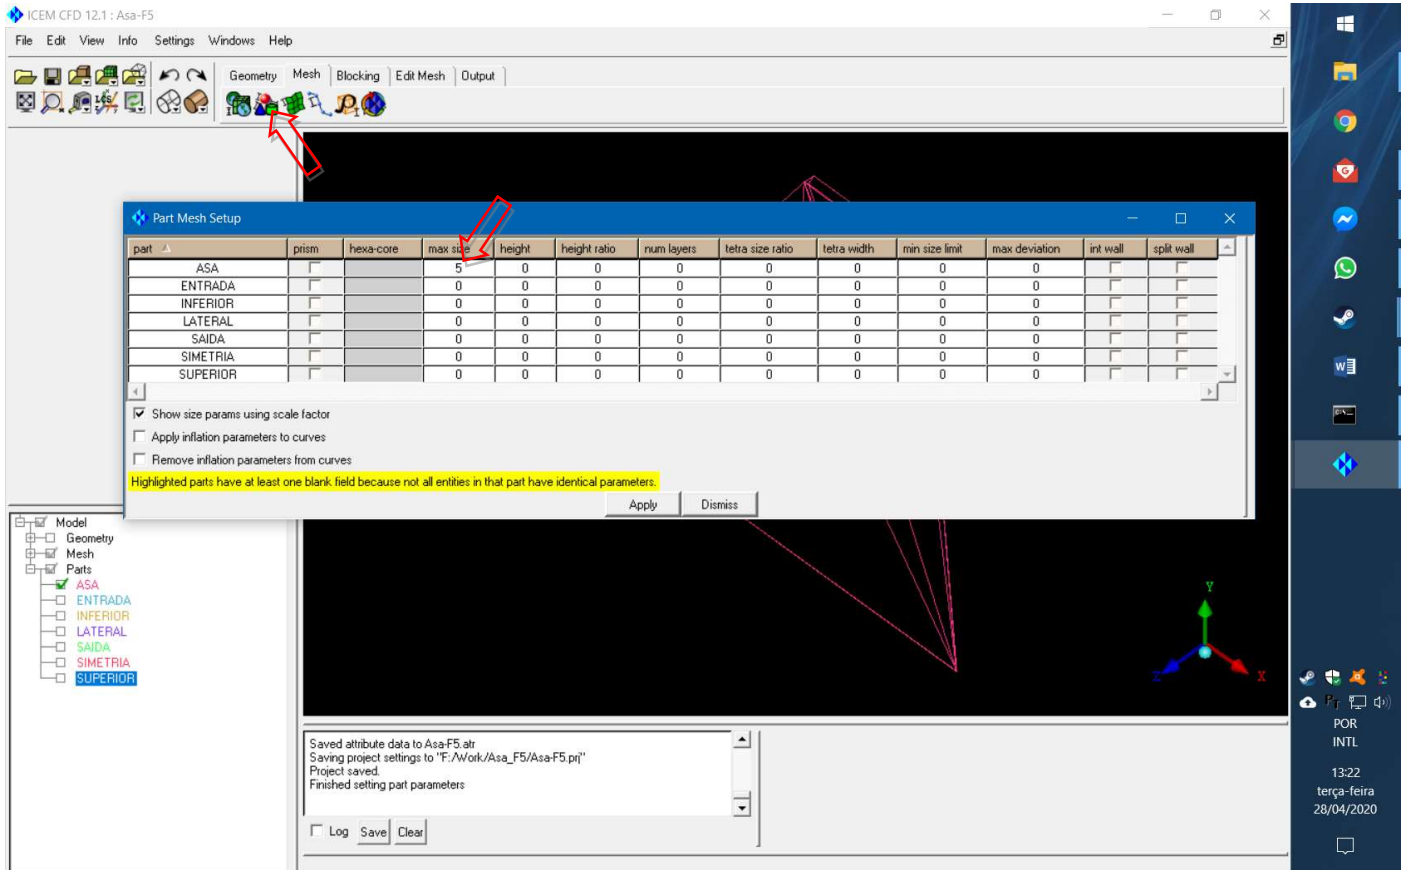 ICEM CFD 12.1 : Asa-F5
File Edit View Info Settings Windows Help
Geometry Mesh Blocking Edit Mesh Output
Part Mesh Setup
part prism hexa-core max size height height ratio num layers tetra size ratio tetra width min size limit max deviation int wall split wall
ASA 5 0 0 0 0 0 0 0
ENTRADA 0 0 0 0 0 0 0 0
INFERIOR 0 0 0 0 0 0 0 0
LATERAL 0 0 0 0 0 0 0 0
SAIDA 0 0 0 0 0 0 0 0
SIMETRIA 0 0 0 0 0 0 0 0
SUPERIOR 0 0 0 0 0 0 0 0
Show size params using scale factor
Apply inflation parameters to curves
Remove inflation parameters from curves
Highlighted parts have at least one blank field because not all entities in that part have identical parameters.
Apply Dismiss
Model
Geometry
Mesh
Parts
ASA
ENTRADA
INFERIOR
LATERAL
SAIDA
SIMETRIA
SUPERIOR
Y
Z
X
Saved attribute data to Asa-F5.atr
Saving project settings to "F:/Work/Asa_F5/Asa-F5.prj"
Project saved.
Finished setting part parameters
Log Save Clear
POR
INTL
13:22
terça-feira
28/04/2020